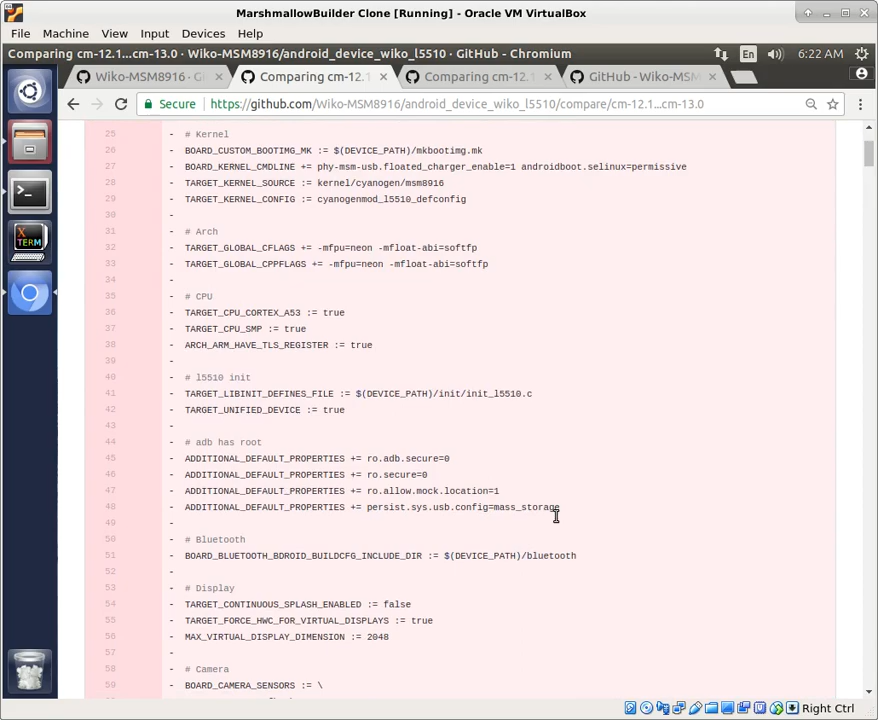 MarshmallowBuilder Clone [Running] - Oracle VM VirtualBox
File Machine View Input Devices Help
Comparing cm-12.1...cm-13.0 · Wiko-MSM8916/android_device_wiko_l5510 · GitHub - Chromium
En 6:22 AM
Wiko-MSM8916 · G
Comparing cm-12.
Comparing cm-12.1
GitHub - Wiko-MSM
Secure https://github.com/Wiko-MSM8916/android_device_wiko_l5510/compare/cm-12.1...cm-13.0
25 - # Kernel
26 - BOARD_CUSTOM_BOOTIMG_MK := $(DEVICE_PATH)/mkbootimg.mk
27 - BOARD_KERNEL_CMDLINE += phy-msm-usb.floated_charger_enable=1 androidboot.selinux=permissive
28 - TARGET_KERNEL_SOURCE := kernel/cyanogen/msm8916
29 - TARGET_KERNEL_CONFIG := cyanogenmod_l5510_defconfig
30 -
31 - # Arch
32 - TARGET_GLOBAL_CFLAGS += -mfpu=neon -mfloat-abi=softfp
33 - TARGET_GLOBAL_CPPFLAGS += -mfpu=neon -mfloat-abi=softfp
34 -
35 - # CPU
36 - TARGET_CPU_CORTEX_A53 := true
37 - TARGET_CPU_SMP := true
38 - ARCH_ARM_HAVE_TLS_REGISTER := true
39 -
40 - # l5510 init
41 - TARGET_LIBINIT_DEFINES_FILE := $(DEVICE_PATH)/init/init_l5510.c
42 - TARGET_UNIFIED_DEVICE := true
43 -
44 - # adb has root
45 - ADDITIONAL_DEFAULT_PROPERTIES += ro.adb.secure=0
46 - ADDITIONAL_DEFAULT_PROPERTIES += ro.secure=0
47 - ADDITIONAL_DEFAULT_PROPERTIES += ro.allow.mock.location=1
48 - ADDITIONAL_DEFAULT_PROPERTIES += persist.sys.usb.config=mass_storage
49 -
50 - # Bluetooth
51 - BOARD_BLUETOOTH_BDROID_BUILDCFG_INCLUDE_DIR := $(DEVICE_PATH)/bluetooth
52 -
53 - # Display
54 - TARGET_CONTINUOUS_SPLASH_ENABLED := false
55 - TARGET_FORCE_HWC_FOR_VIRTUAL_DISPLAYS := true
56 - MAX_VIRTUAL_DISPLAY_DIMENSION := 2048
57 -
58 - # Camera
59 - BOARD_CAMERA_SENSORS := \
X TERM
Right Ctrl